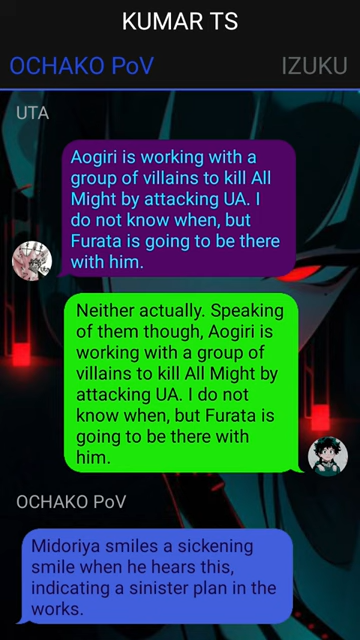 KUMAR TS
OCHAKO PoV
IZUKU
UTA
Aogiri is working with a
group of villains to kill All
Might by attacking UA. I
do not know when, but
Furata is going to be there
with him.
Neither actually. Speaking
of them though, Aogiri is
working with a group of
villains to kill All Might by
attacking UA. I do not
know when, but Furata is
going to be there with
him.
OCHAKO PoV
Midoriya smiles a sickening
smile when he hears this,
indicating a sinister plan in the
works.